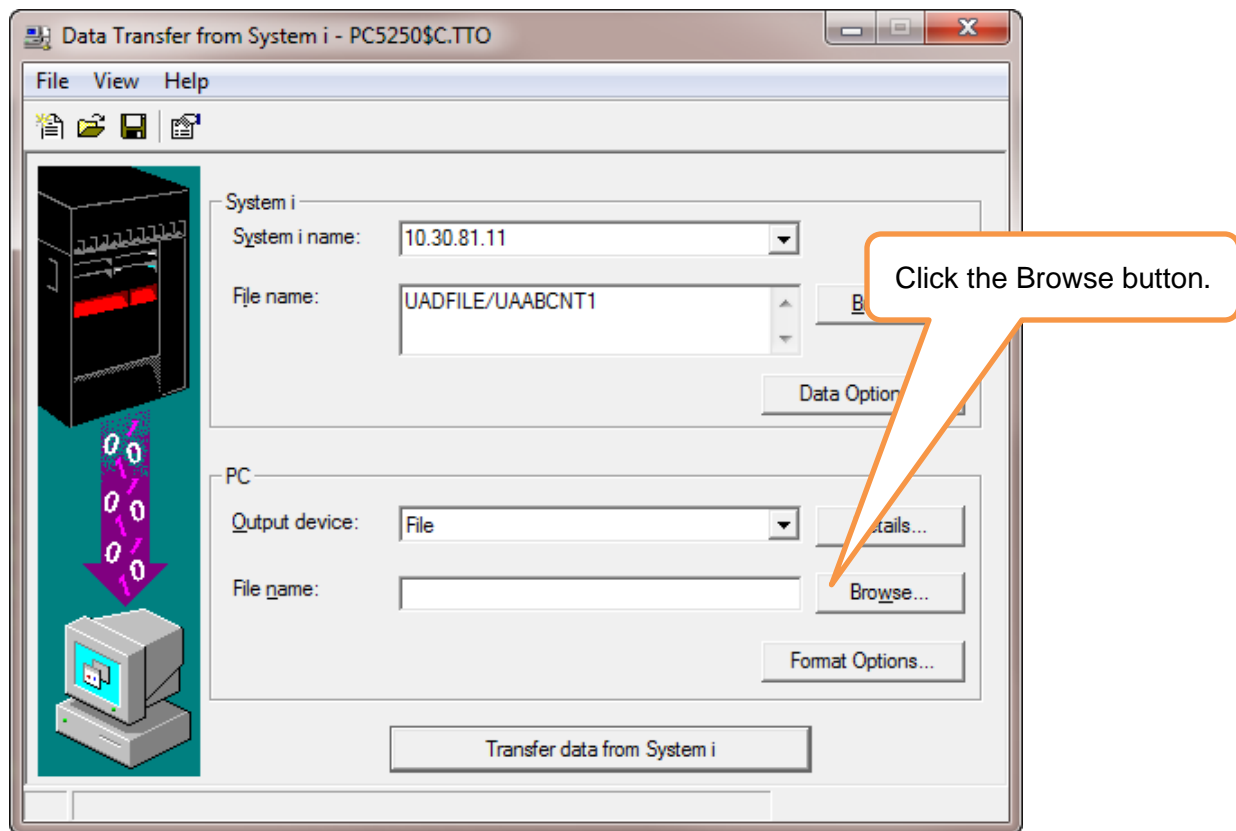 Data Transfer from System i - PC5250$C.TTO
File View Help
System i
System i name: 10.30.81.11
Click the Browse button.
File name: UADFILE/UAABCNT1
Data
PC
Output device: File
File name: Browse...
Format Options...
Transfer data from System i